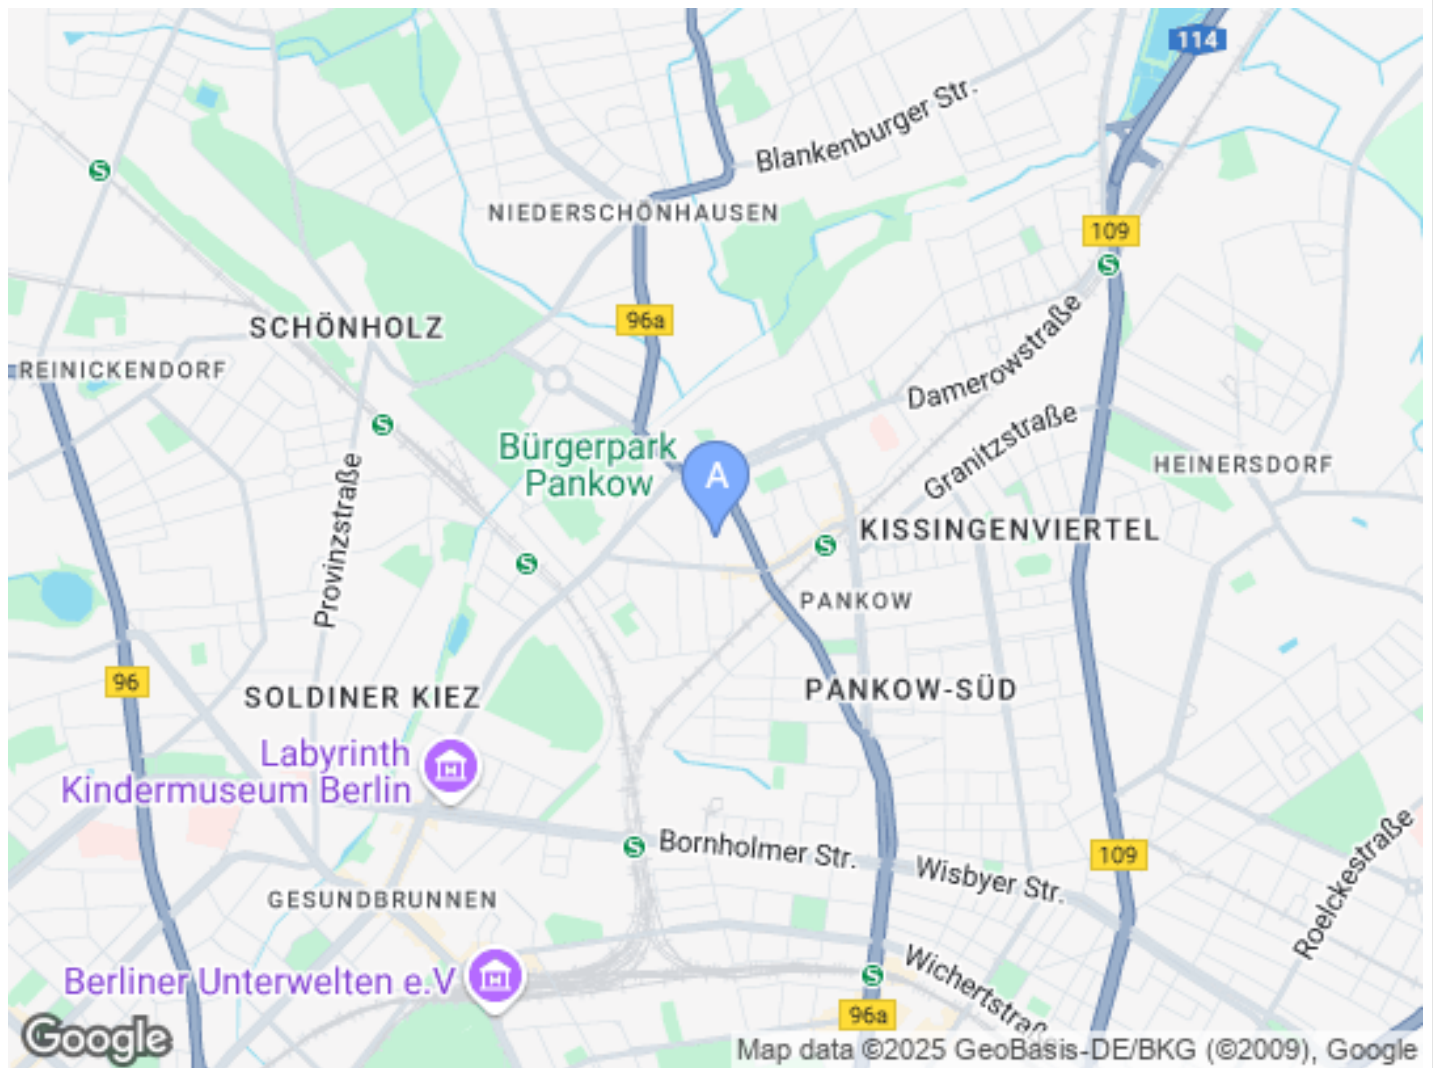 114
Blankenburger Str.
NIEDERSCHÖNHAUSEN
109
96a
SCHÖNHOLZ
REINICKENDORF
Damerowstraße
Granitzstraße
Bürgerpark
Pankow
A
HEINERSDORF
Provinzstraße
KISSINGENVIERTEL
PANKOW
96
SOLDINER KIEZ
PANKOW-SÜD
Labyrinth
Kindermuseum Berlin
Bornholmer Str.
Wisbyer Str.
109
Roelckestraße
GESUNDBRUNNEN
Berliner Unterwelten e.V
Wichertstraße
96a
Google
Map data ©2025 GeoBasis-DE/BKG (©2009), Google
S
S
S
S
S
S
S